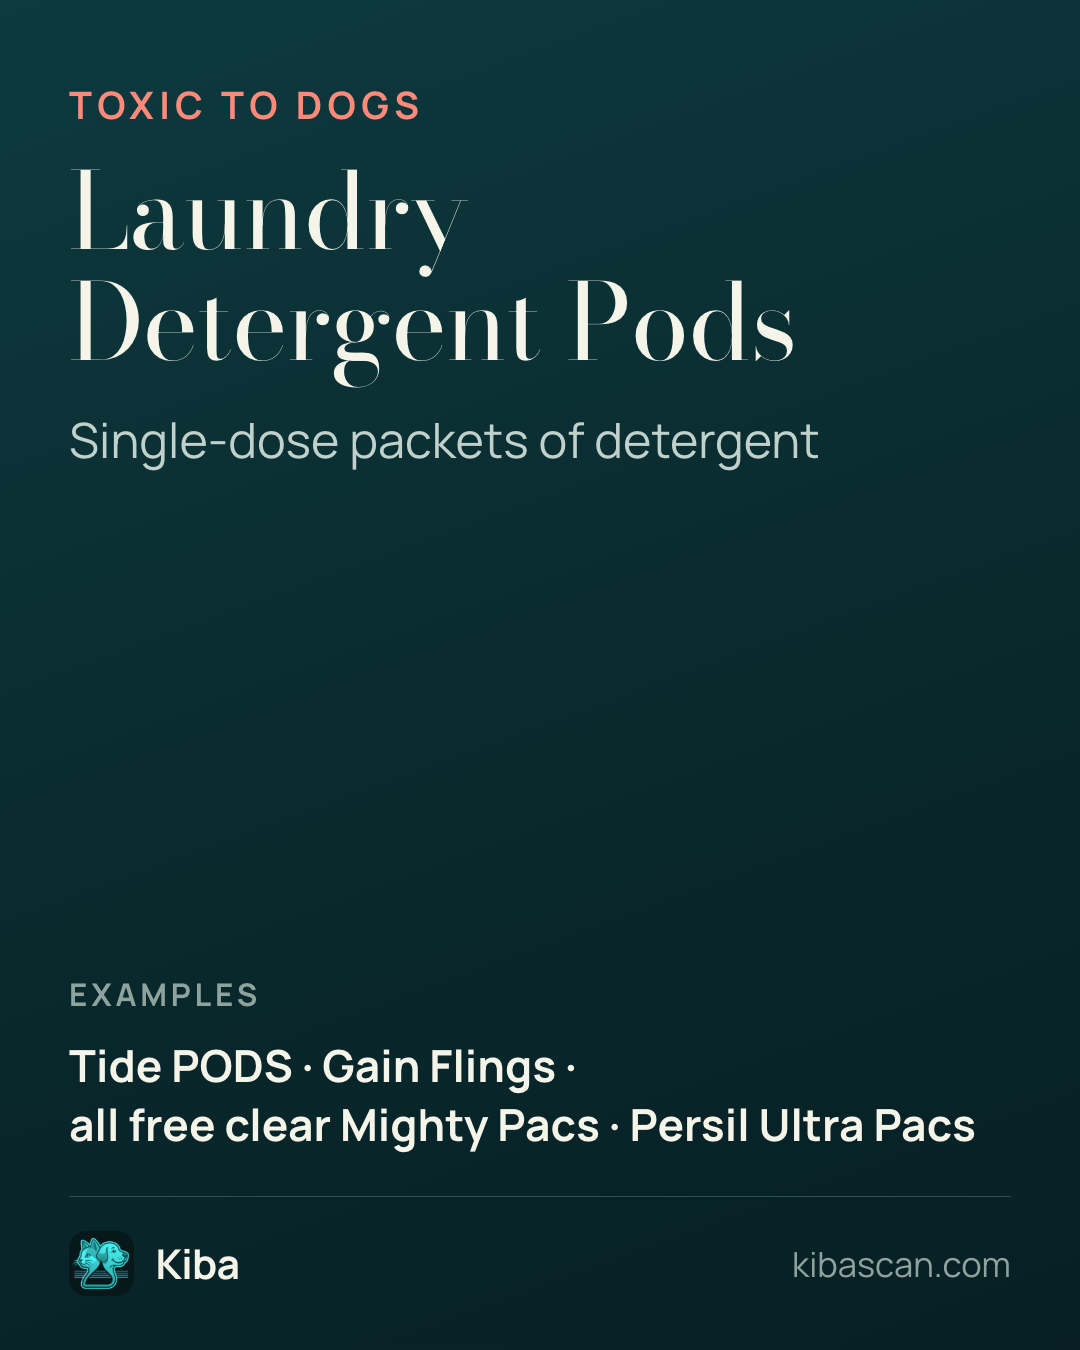 TOXIC TO DOGS
Laundry
Detergent Pods
Single-dose packets of detergent
EXAMPLES
Tide PODS · Gain Flings ·
all free clear Mighty Pacs · Persil Ultra Pacs
Kiba
kibascan.com